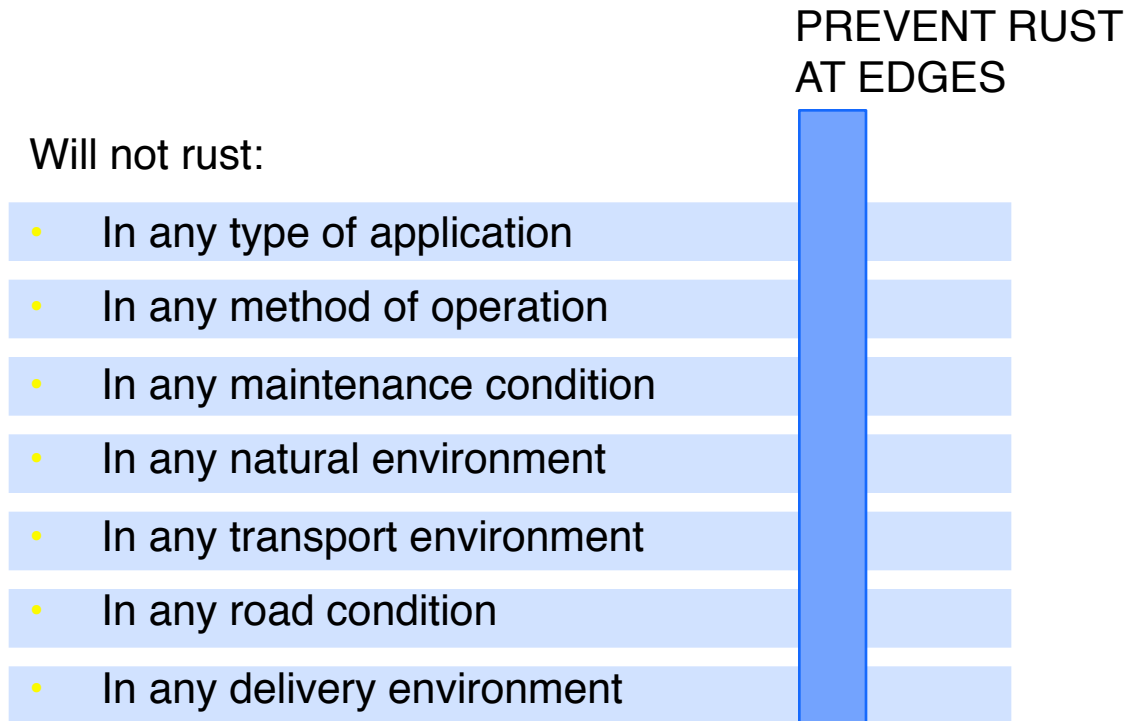 PREVENT RUST
AT EDGES
Will not rust:
• In any type of application
• In any method of operation
• In any maintenance condition
• In any natural environment
• In any transport environment
• In any road condition
• In any delivery environment